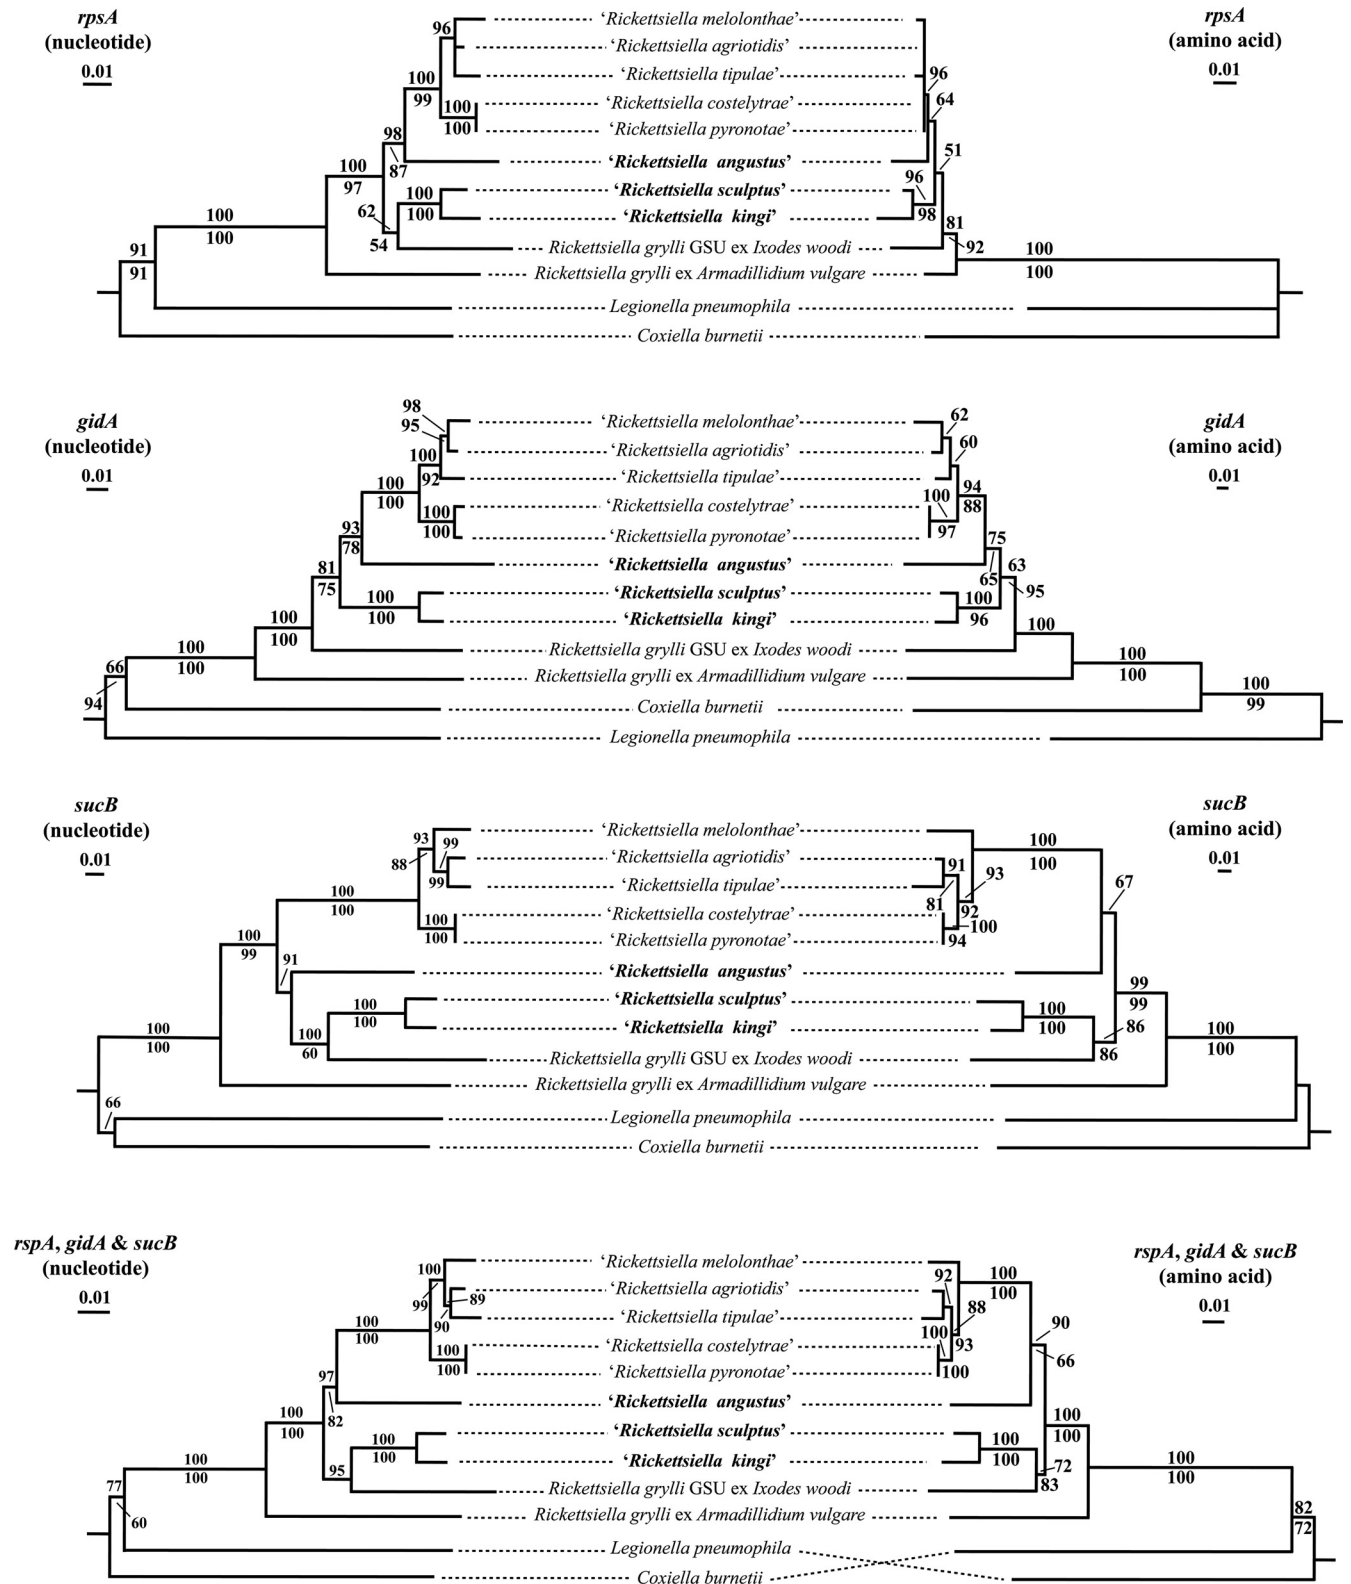 rpsA
(nucleotide)
0.01
rpsA
(amino acid)
0.01
96 ‘Rickettsiella melolonthae’
‘Rickettsiella agriotidis’
100 ‘Rickettsiella tipulae’ 96
99 100 ‘Rickettsiella costelytrae’ 64
100 ‘Rickettsiella pyronotae’
98 87 ‘Rickettsiella angustus’ 51
100 97 100 ‘Rickettsiella sculptus’ 96
62 100 ‘Rickettsiella kingi’ 98
54 Rickettsiella grylli GSU ex Ixodes woodi 81 92
100 100 Rickettsiella grylli ex Armadillidium vulgare 100 100
91 91 Legionella pneumophila
Coxiella burnetii
gidA
(nucleotide)
0.01
gidA
(amino acid)
0.01
98 95 ‘Rickettsiella melolonthae’ 62
‘Rickettsiella agriotidis’ 60
100 92 ‘Rickettsiella tipulae’
100 100 100 ‘Rickettsiella costelytrae’ 100 94 88
100 ‘Rickettsiella pyronotae’ 97
93 78 ‘Rickettsiella angustus’ 75 65 63
81 75 100 ‘Rickettsiella sculptus’ 100 95
100 ‘Rickettsiella kingi’ 96
100 100 Rickettsiella grylli GSU ex Ixodes woodi 100
100 100 Rickettsiella grylli ex Armadillidium vulgare 100 100
66 94 Coxiella burnetii 100 99
Legionella pneumophila
sucB
(nucleotide)
0.01
sucB
(amino acid)
0.01
93 ‘Rickettsiella melolonthae’ 100
88 99 ‘Rickettsiella agriotidis’ 91 100
99 ‘Rickettsiella tipulae’ 93 67
100 100 100 ‘Rickettsiella costelytrae’ 81 92 100
100 ‘Rickettsiella pyronotae’ 94
100 99 91 ‘Rickettsiella angustus’
100 ‘Rickettsiella sculptus’ 100 99 99
100 ‘Rickettsiella kingi’ 100 86
100 60 Rickettsiella grylli GSU ex Ixodes woodi 86
100 100 Rickettsiella grylli ex Armadillidium vulgare 100 100
66 Legionella pneumophila
Coxiella burnetii
rspA, gidA & sucB
(nucleotide)
0.01
rspA, gidA & sucB
(amino acid)
0.01
100 ‘Rickettsiella melolonthae’ 100
99 89 ‘Rickettsiella agriotidis’ 92 100
90 ‘Rickettsiella tipulae’ 88
100 100 100 ‘Rickettsiella costelytrae’ 100 93 90
100 ‘Rickettsiella pyronotae’ 100 66
97 82 ‘Rickettsiella angustus’
100 100 100 ‘Rickettsiella sculptus’ 100 100 100
100 ‘Rickettsiella kingi’ 100 72
95 Rickettsiella grylli GSU ex Ixodes woodi 83
100 100 Rickettsiella grylli ex Armadillidium vulgare 100 100
77 60 Legionella pneumophila 82 72
Coxiella burnetii